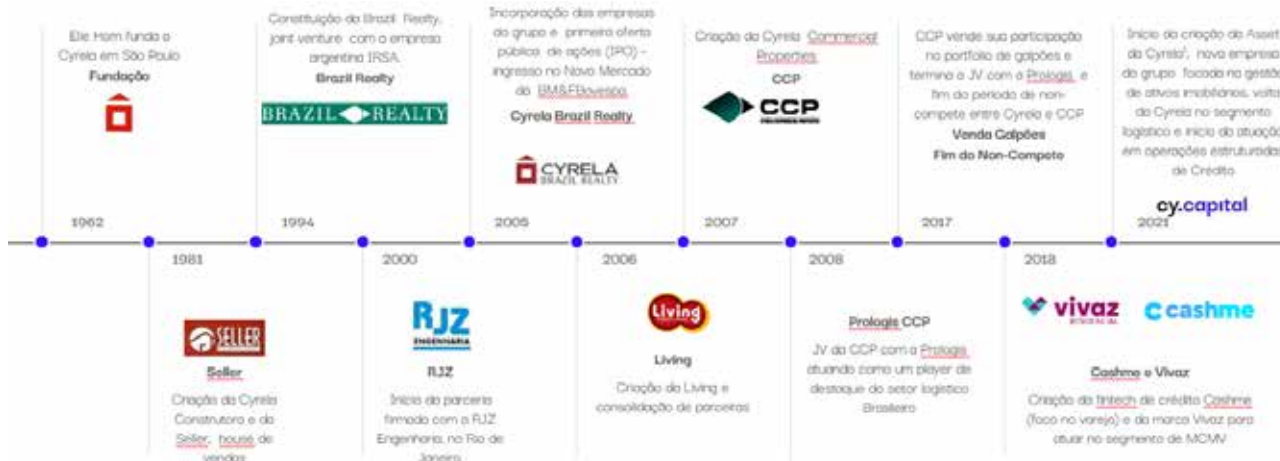 Elie Horn funda a
Cyrela em São Paulo
Fundação
1962
1981
SELLER
Seller
Criação da Cyrela
Construtora e da
Seller, house de
vendas
Constituição da Brazil Realty,
joint venture com a empresa
argentina IRSA.
Brazil Realty
BRAZIL REALTY
1994
2000
RJZ
ENGENHARIA
RJZ
Início da parceria
firmada com a RJZ
Engenharia, no Rio de
Janeiro.
Incorporação das empresas
do grupo e primeira oferta
pública de ações (IPO) –
ingresso no Novo Mercado
da BM&FBovespa
Cyrela Brazil Realty
CYRELA
BRAZIL REALTY
2005
2006
Living
Living
Criação da Living e
consolidação de parcerias
Criação da Cyrela Commercial
Properties
CCP
CCP
2007
2008
Prologis CCP
JV da CCP com a Prologis
atuando como um player de
destaque do setor logístico
Brasileiro
CCP vende sua participação
no portfolio de galpões e
termina a JV com a Prologis, e
fim do período de non-
compete entre Cyrela e CCP
Venda Galpões
Fim do Non-Compete
2017
2018
vivaz
cashme
Cashme e Vivaz
Criação da fintech de crédito Cashme
(foco no varejo) e da marca Vivaz para
atuar no segmento de MCMV
Início da criação da Asset
da Cyrela¹, nova empresa
do grupo focada na gestão
de ativos imobiliários, volta
da Cyrela no segmento
logístico e início da atuação
em operações estruturadas
de Crédito
cy.capital
2021